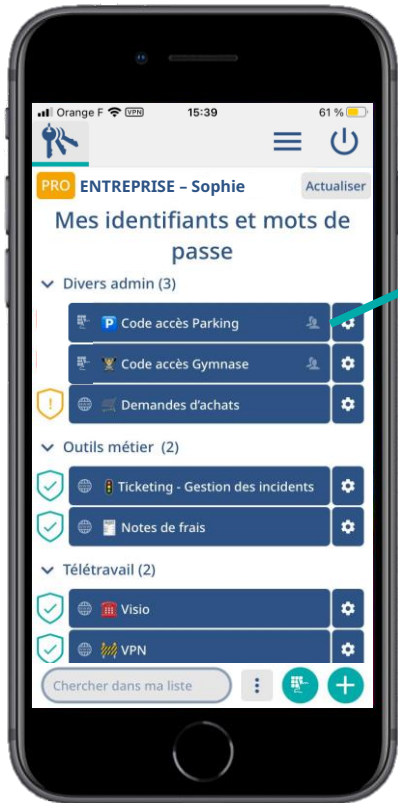 Orange F VPN 15:39 61 %
PRO ENTREPRISE – Sophie Actualiser
Mes identifiants et mots de
passe
Divers admin (3)
P Code accès Parking
Code accès Gymnase
! Demandes d'achats
Outils métier (2)
Ticketing - Gestion des incidents
Notes de frais
Télétravail (2)
Visio
VPN
Chercher dans ma liste